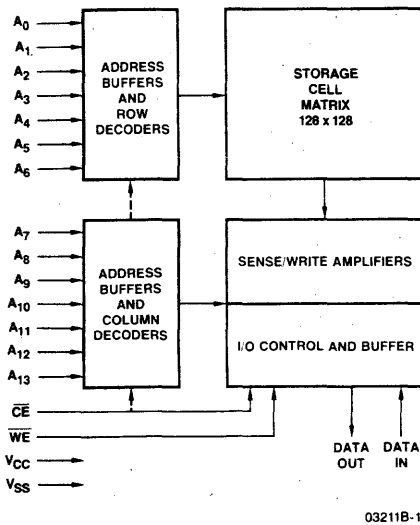 A0
A1
A2
A3
A4
A5
A6
ADDRESS
BUFFERS
AND
ROW
DECODERS
STORAGE
CELL
MATRIX
128 x 128
A7
A8
A9
A10
A11
A12
A13
ADDRESS
BUFFERS
AND
COLUMN
DECODERS
SENSE/WRITE AMPLIFIERS
I/O CONTROL AND BUFFER
CE
WE
VCC
VSS
DATA
OUT
DATA
IN
03211B-1